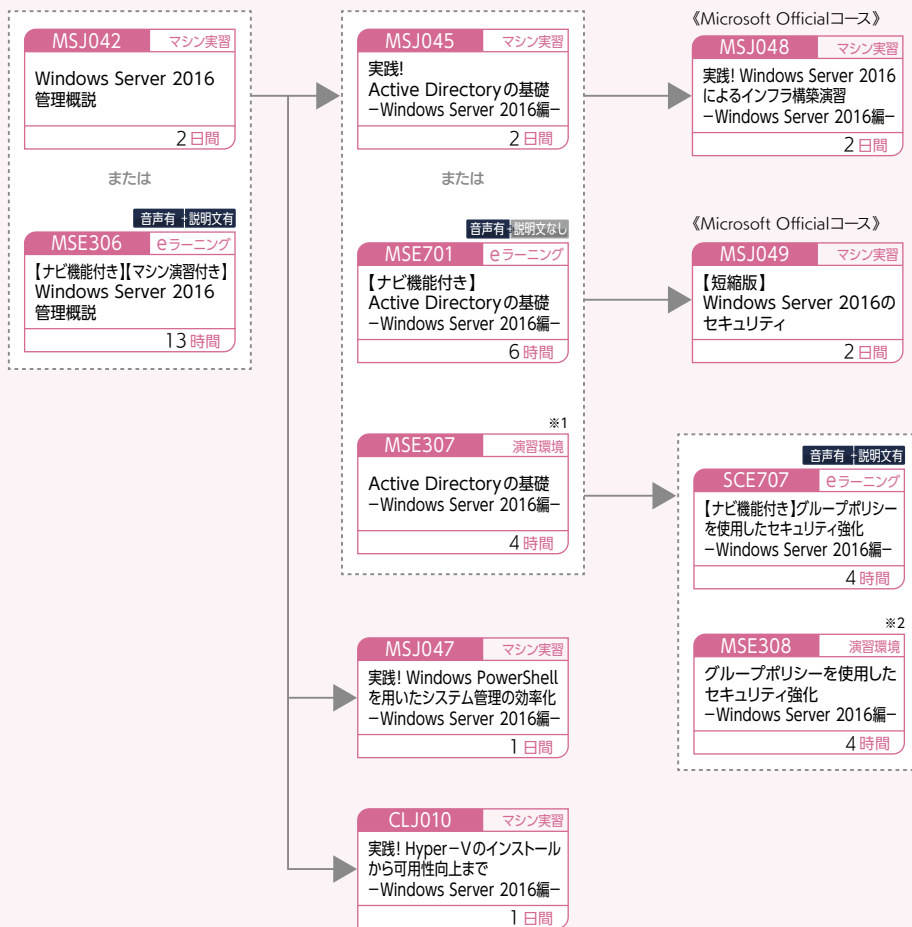 MSJ042 マシン実習
Windows Server 2016
管理概説
2日間
または
音声有 説明文有
MSE306 eラーニング
【ナビ機能付き】【マシン演習付き】
Windows Server 2016
管理概説
13時間
MSJ045 マシン実習
実践!
Active Directoryの基礎
−Windows Server 2016編−
2日間
または
音声有 説明文なし
MSE701 eラーニング
【ナビ機能付き】
Active Directoryの基礎
−Windows Server 2016編−
6時間
※1
MSE307 演習環境
Active Directoryの基礎
−Windows Server 2016編−
4時間
MSJ047 マシン実習
実践! Windows PowerShell
を用いたシステム管理の効率化
−Windows Server 2016編−
1日間
CLJ010 マシン実習
実践! Hyper−Vのインストール
から可用性向上まで
−Windows Server 2016編−
1日間
《Microsoft Officialコース》
MSJ048 マシン実習
実践! Windows Server 2016
によるインフラ構築演習
−Windows Server 2016編−
2日間
《Microsoft Officialコース》
MSJ049 マシン実習
【短縮版】
Windows Server 2016の
セキュリティ
2日間
音声有 説明文有
SCE707 eラーニング
【ナビ機能付き】グループポリシー
を使用したセキュリティ強化
−Windows Server 2016編−
4時間
※2
MSE308 演習環境
グループポリシーを使用した
セキュリティ強化
−Windows Server 2016編−
4時間